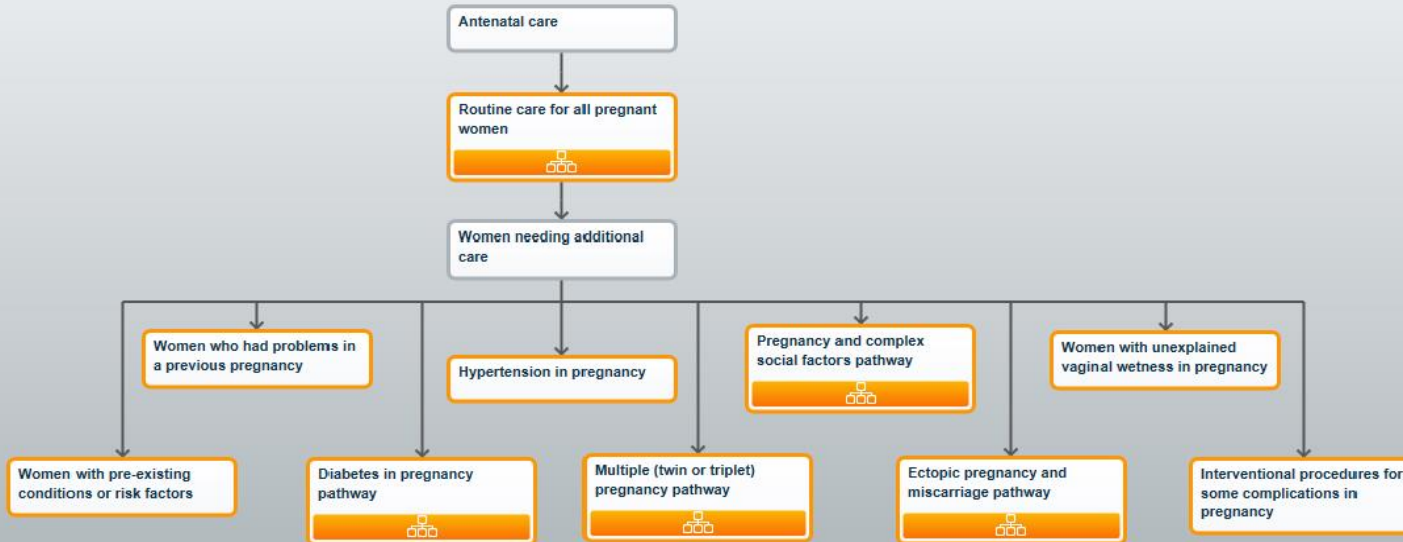 Antenatal care
Routine care for all pregnant
women
Women needing additional
care
Women who had problems in
a previous pregnancy
Hypertension in pregnancy
Pregnancy and complex
social factors pathway
Women with unexplained
vaginal wetness in pregnancy
Women with pre-existing
conditions or risk factors
Diabetes in pregnancy
pathway
Multiple (twin or triplet)
pregnancy pathway
Ectopic pregnancy and
miscarriage pathway
Interventional procedures for
some complications in
pregnancy